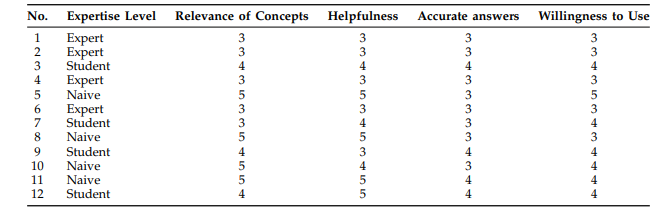 No. Expertise Level Relevance of Concepts Helpfulness Accurate answers Willingness to Use
1 Expert 3 3 3 3
2 Expert 3 3 3 3
3 Student 4 4 4 4
4 Expert 3 3 3 3
5 Naive 5 5 3 5
6 Expert 3 3 3 3
7 Student 3 4 3 4
8 Naive 5 5 3 3
9 Student 4 3 4 4
10 Naive 5 4 3 4
11 Naive 5 5 4 4
12 Student 4 5 4 4